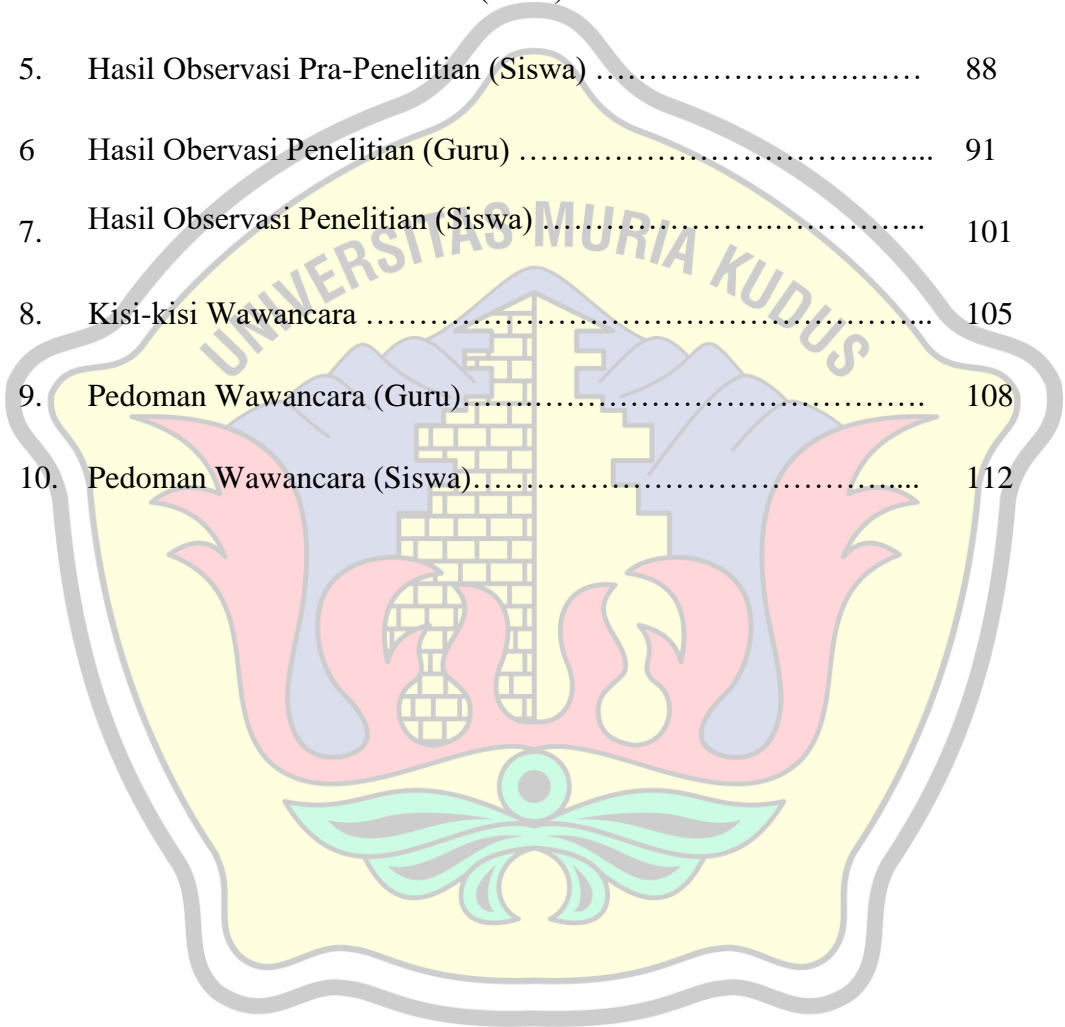 5. Hasil Observasi Pra-Penelitian (Siswa) ………………………….…… 88
6 Hasil Obervasi Penelitian (Guru) …………………………….…... 91
7. Hasil Observasi Penelitian (Siswa) ………………….…………... 101
8. Kisi-kisi Wawancara ……………………………………………... 105
9. Pedoman Wawancara (Guru)…….………………………………. 108
10. Pedoman Wawancara (Siswa)………….……………………….... 112
UNIVERSITAS MURIA KUDUS